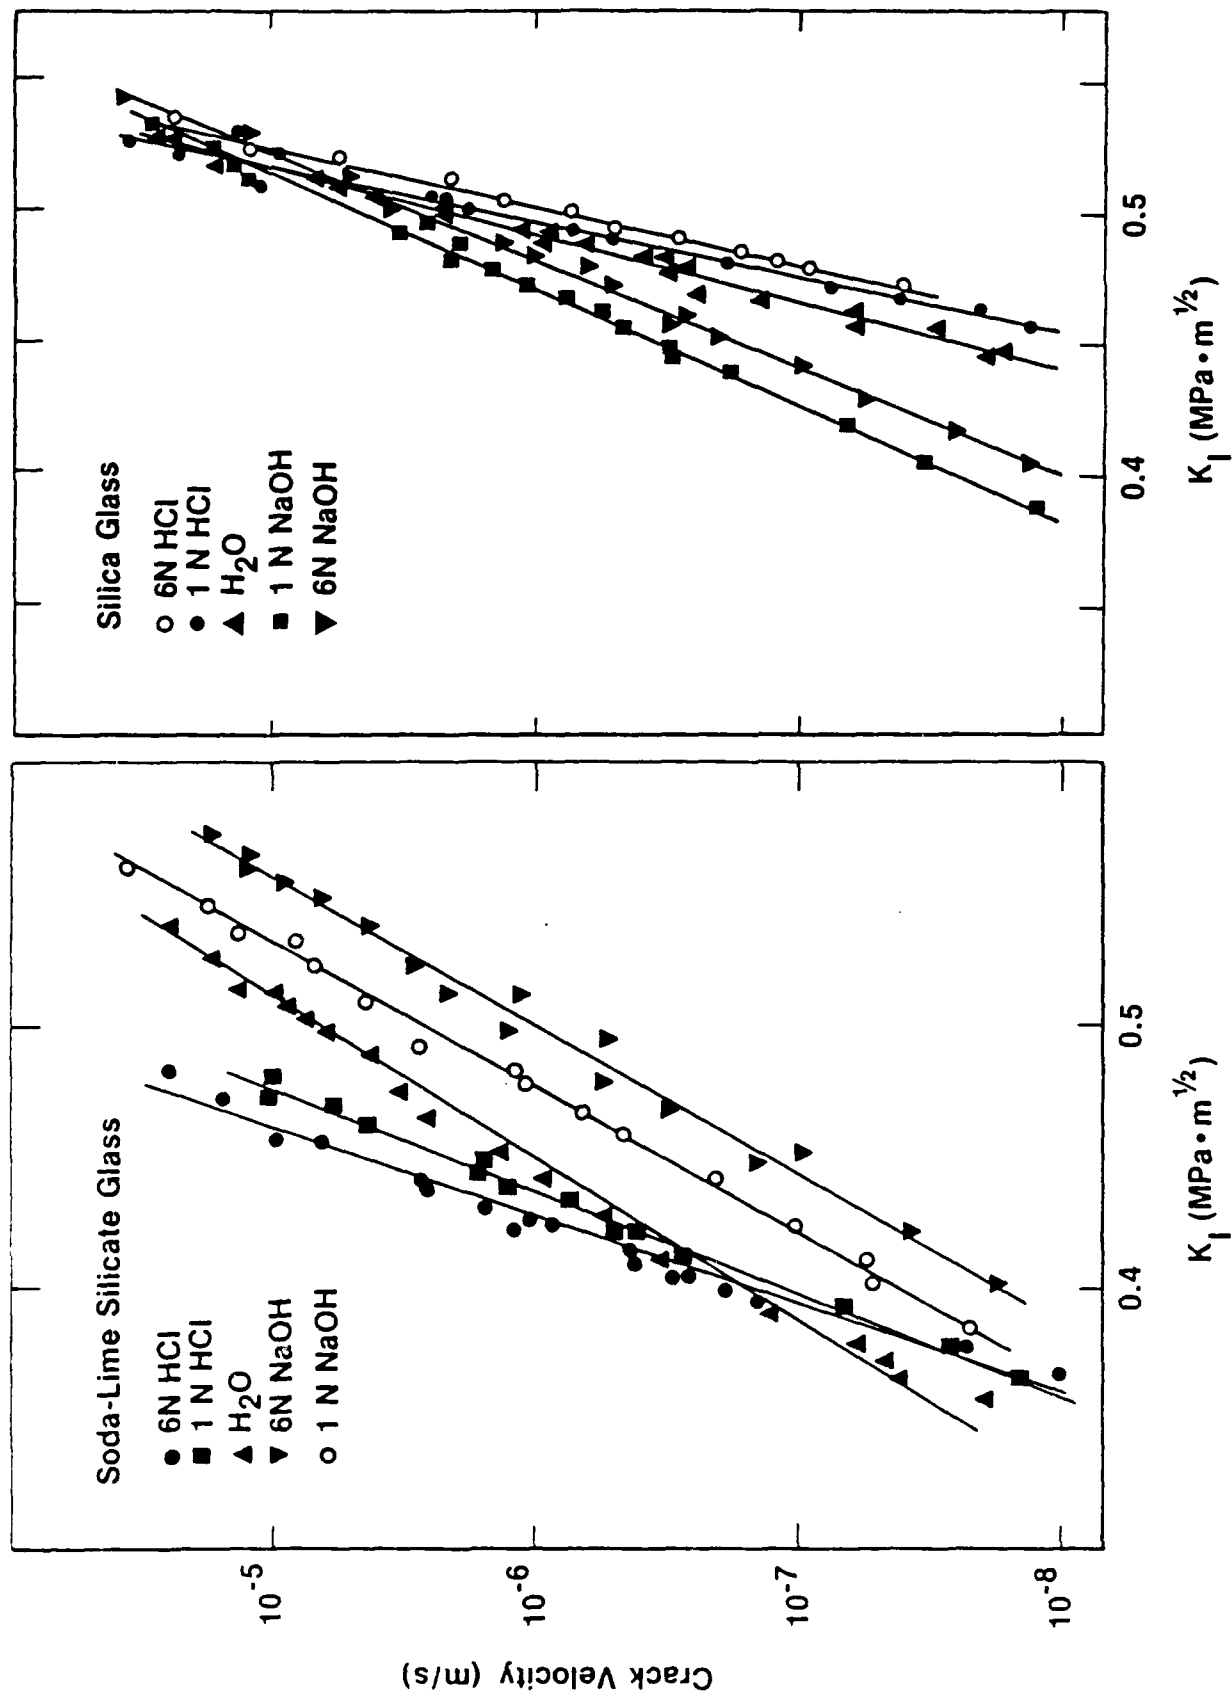 Crack Velocity (m/s)
10-5
10-6
10-7
10-8
Soda-Lime Silicate Glass
6N HCl
1 N HCl
H2O
6N NaOH
1 N NaOH
0.4
0.5
KI (MPa•m1/2)
Silica Glass
6N HCl
1 N HCl
H2O
1 N NaOH
6N NaOH
0.4
0.5
KI (MPa•m1/2)